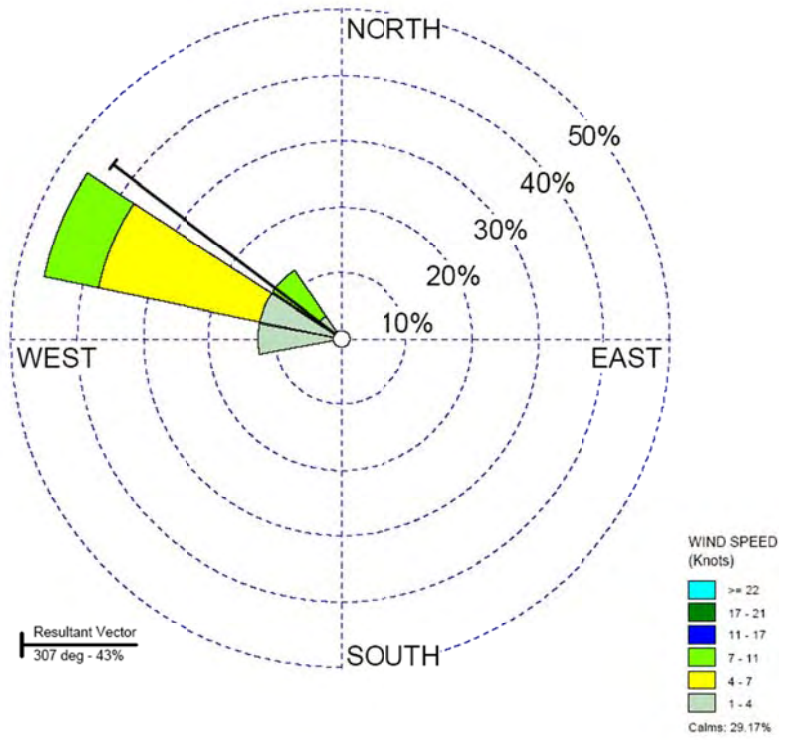 NORTH
50%
40%
30%
20%
10%
WEST
EAST
WIND SPEED
(Knots)
>= 22
17 - 21
11 - 17
7 - 11
4 - 7
1 - 4
Calms: 29.17%
Resultant Vector
307 deg - 43%
SOUTH